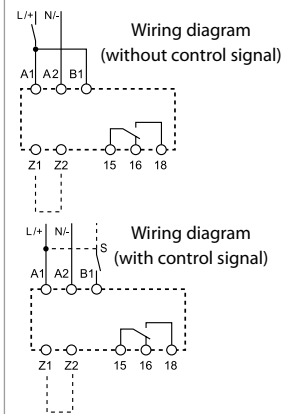 L/+ N/-
Wiring diagram
(without control signal)
A1 A2 B1
Z1 Z2 15 16 18
L/+ N/-
Wiring diagram
S
(with control signal)
A1 A2 B1
Z1 Z2 15 16 18